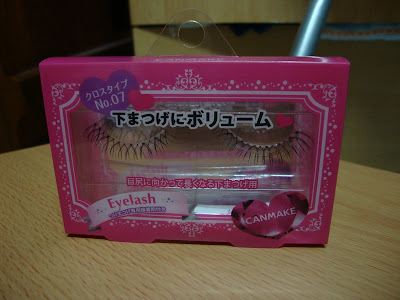 クロスタイプ
No.07
下まつげにボリューム
目尻に向かって長くなる下まつげ用
Eyelash
CANMAKE